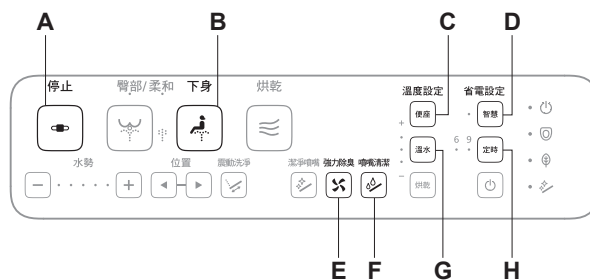 A B C D
停止 臀部/柔和 下身 烘乾 溫度設定 省電設定
便座 智慧
+ 6 9
溫水 定時
水勢 位置 震動洗淨 潔淨噴嘴 強力除臭 噴嘴清潔
− + − 烘乾
E F G H